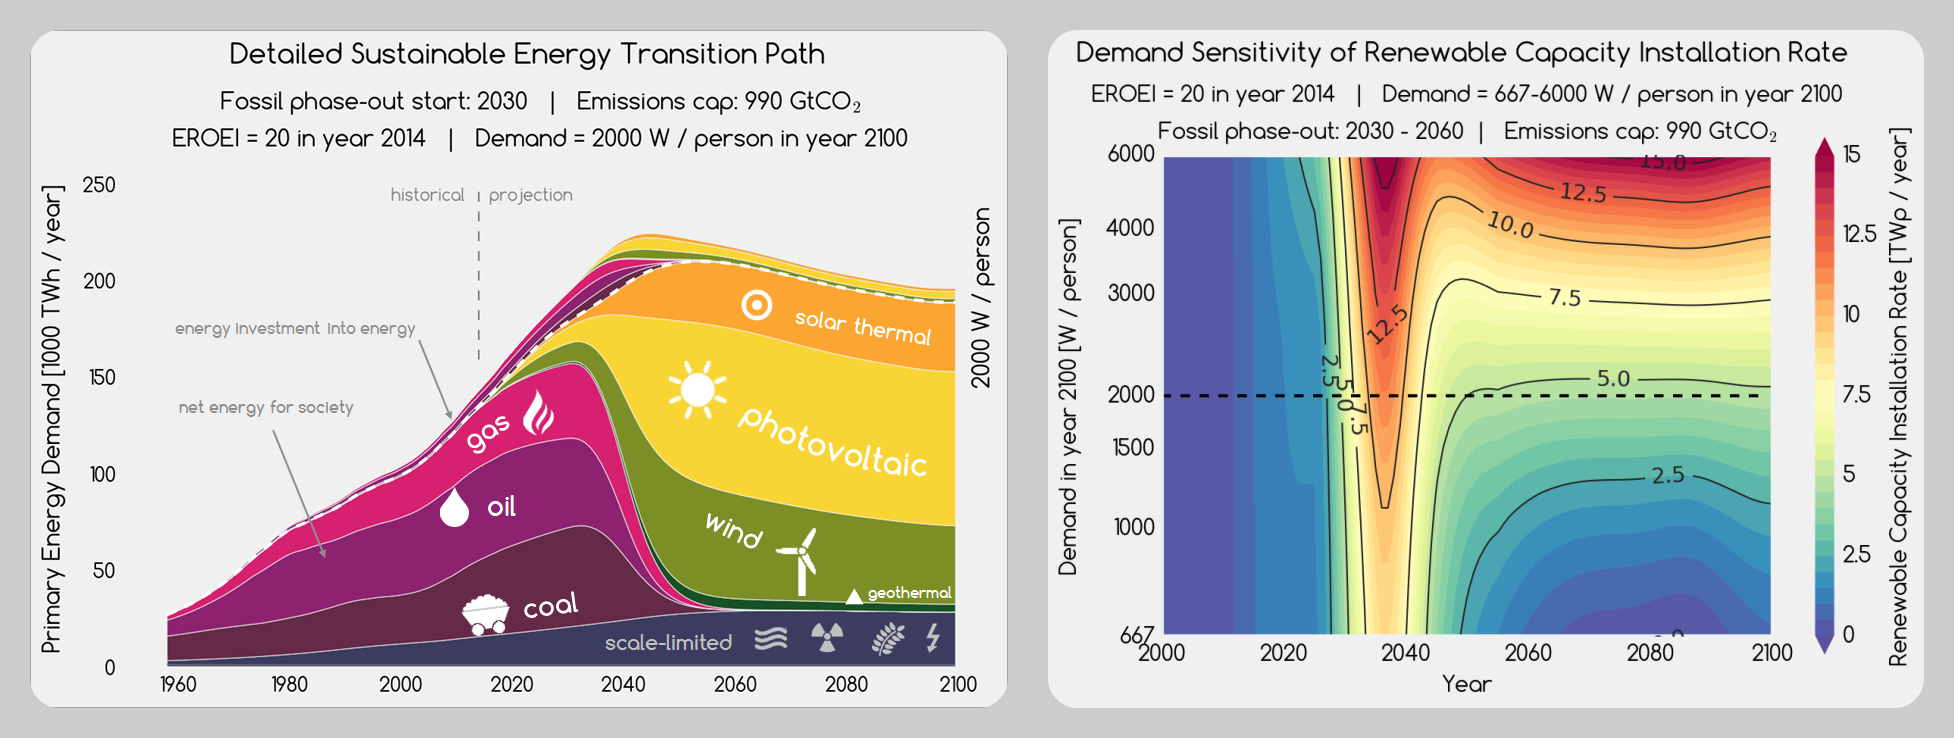 Detailed Sustainable Energy Transition Path
Fossil phase-out start: 2030 | Emissions cap: 990 GtCO₂
EROEI = 20 in year 2014 | Demand = 2000 W / person in year 2100
Primary Energy Demand [1000 TWh / year]
250
200
150
100
50
0
historical projection
energy investment into energy
net energy for society
2000 W / person
solar thermal
photovoltaic
gas
oil
wind
geothermal
coal
scale-limited
1960 1980 2000 2020 2040 2060 2080 2100
Demand Sensitivity of Renewable Capacity Installation Rate
EROEI = 20 in year 2014 | Demand = 667-6000 W / person in year 2100
Fossil phase-out: 2030 - 2060 | Emissions cap: 990 GtCO₂
Demand in year 2100 [W / person]
6000
4000
3000
2000
1500
1000
667
15.0
12.5
10.0
7.5
12.5
2.5
5.0
7.5
5.0
2.5
2000 2020 2040 2060 2080 2100
Year
15
12.5
10
7.5
5
2.5
0
Renewable Capacity Installation Rate [TWp / year]